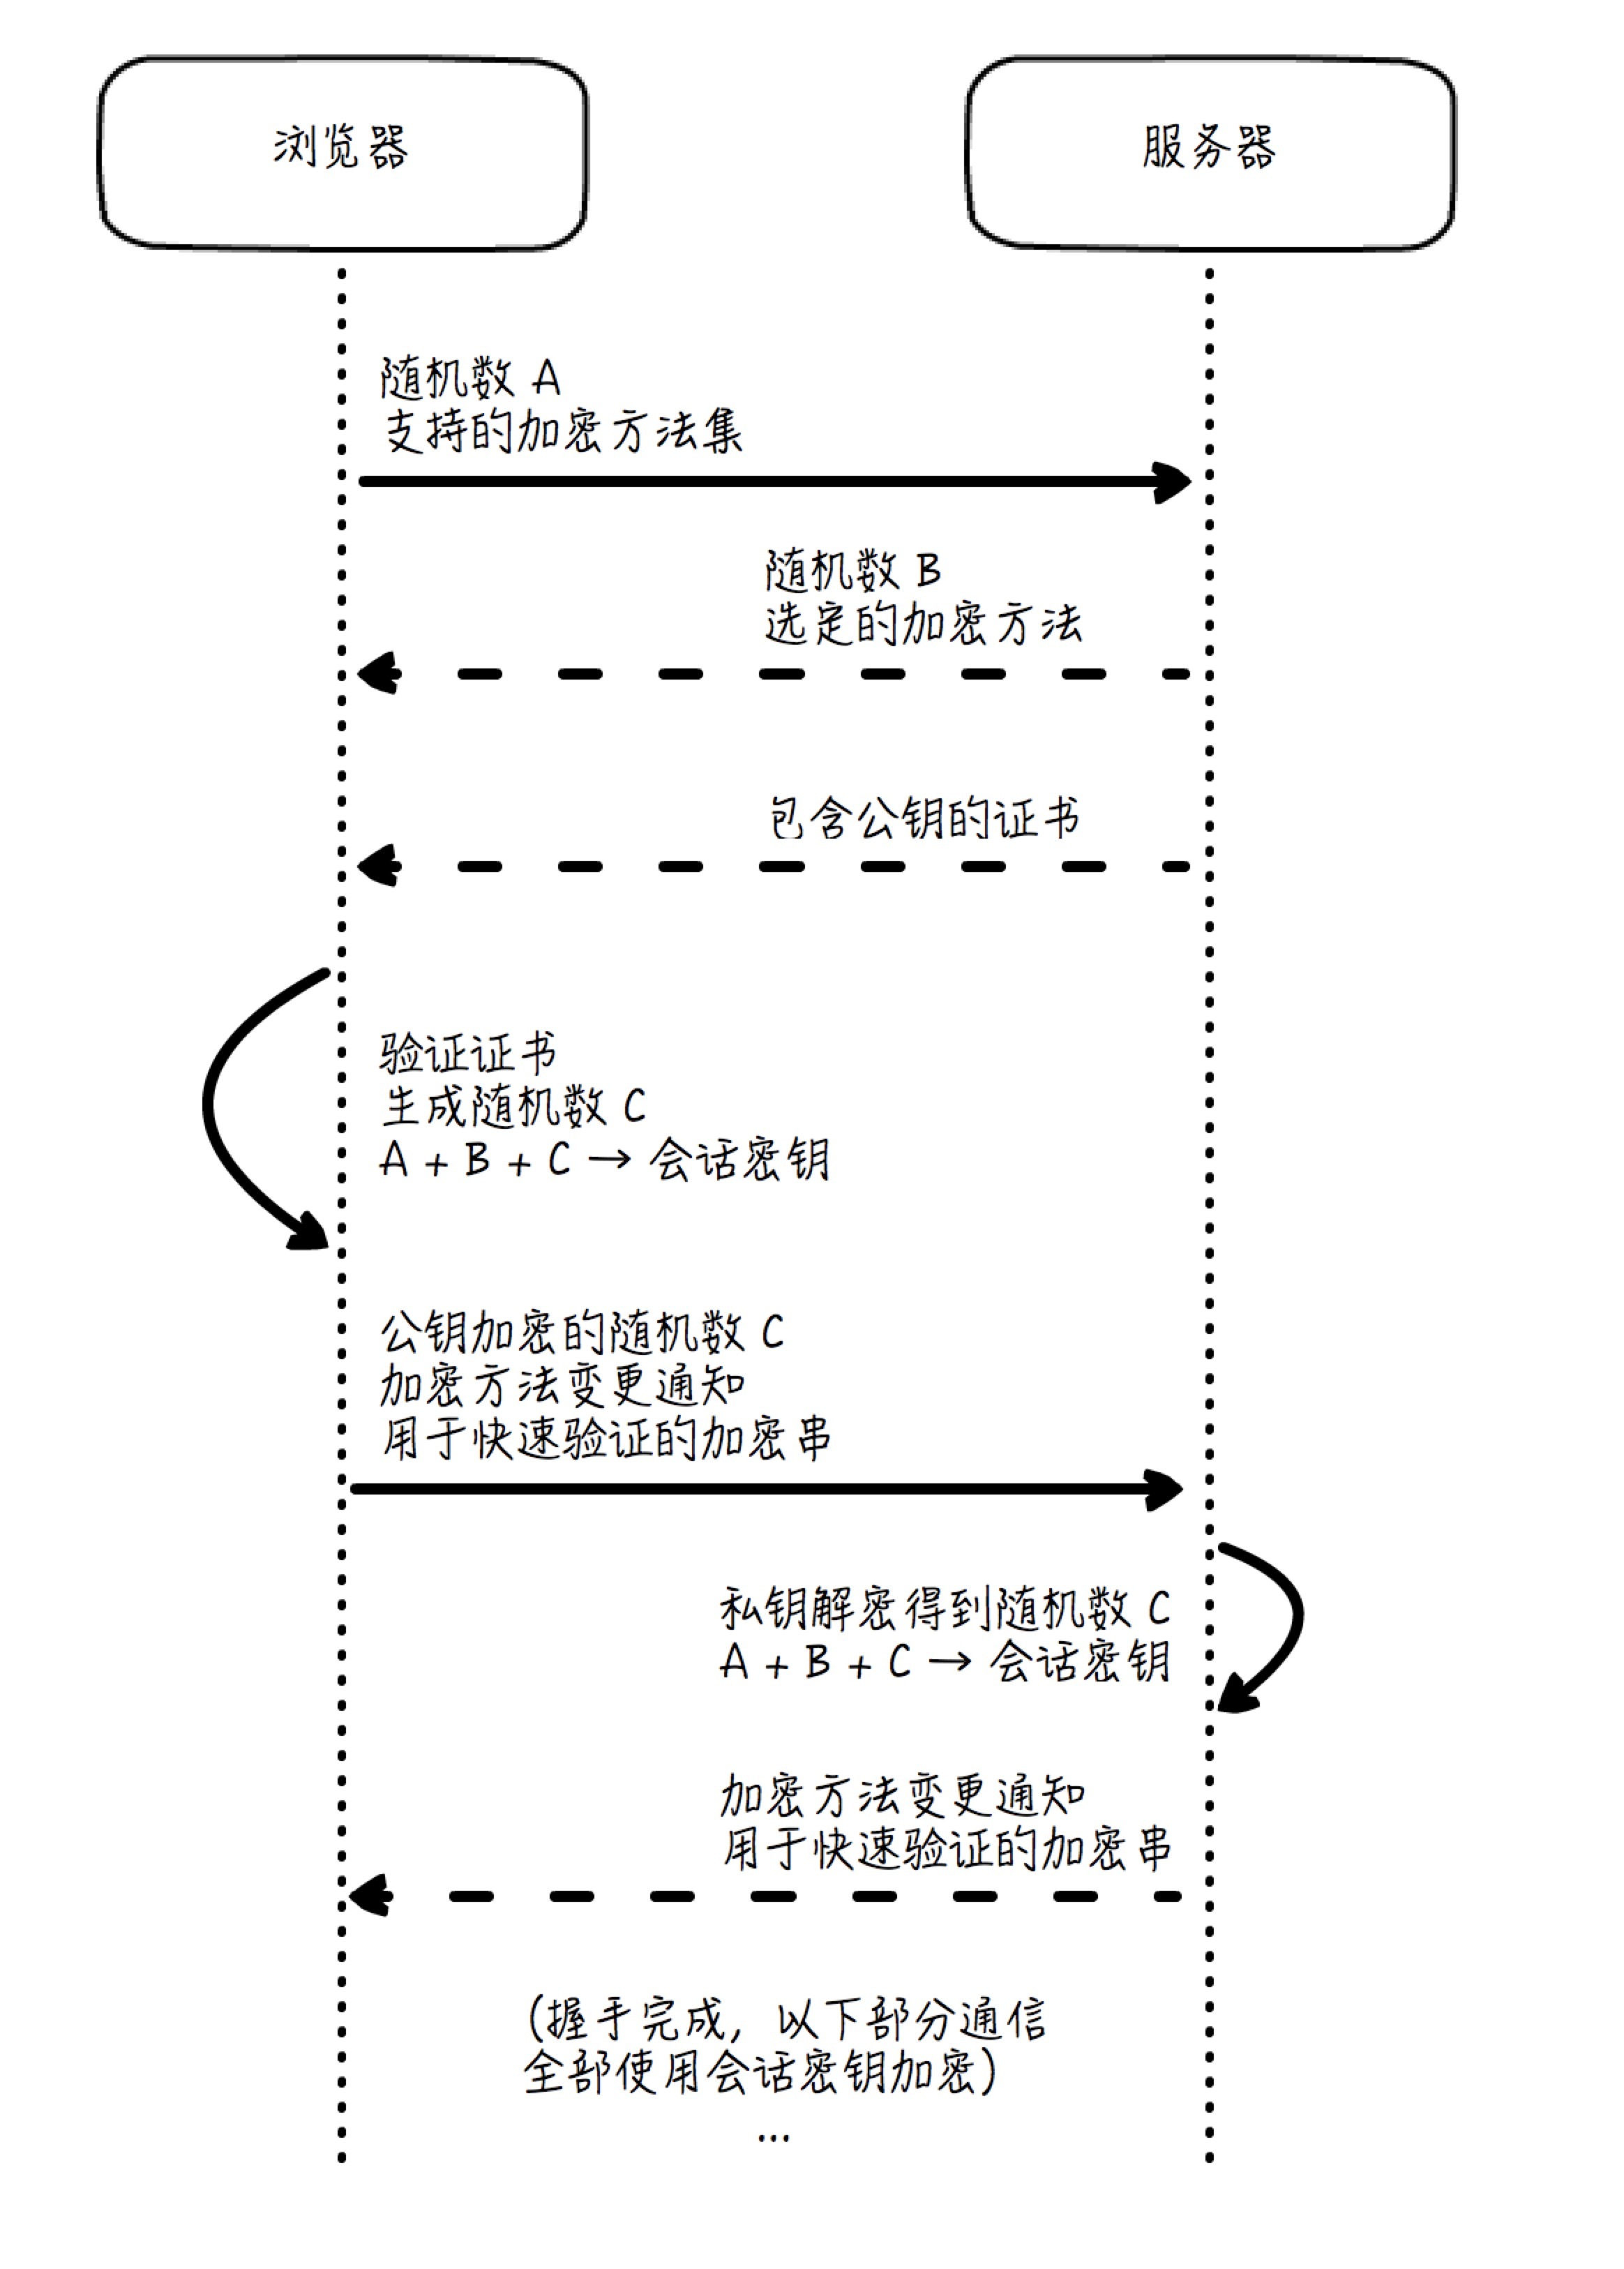 浏览器
服务器
随机数 A
支持的加密方法集
随机数 B
选定的加密方法
包含公钥的证书
验证证书
生成随机数 C
A + B + C → 会话密钥
公钥加密的随机数 C
加密方法变更通知
用于快速验证的加密串
私钥解密得到随机数 C
A + B + C → 会话密钥
加密方法变更通知
用于快速验证的加密串
(握手完成，以下部分通信
全部使用会话密钥加密)
...